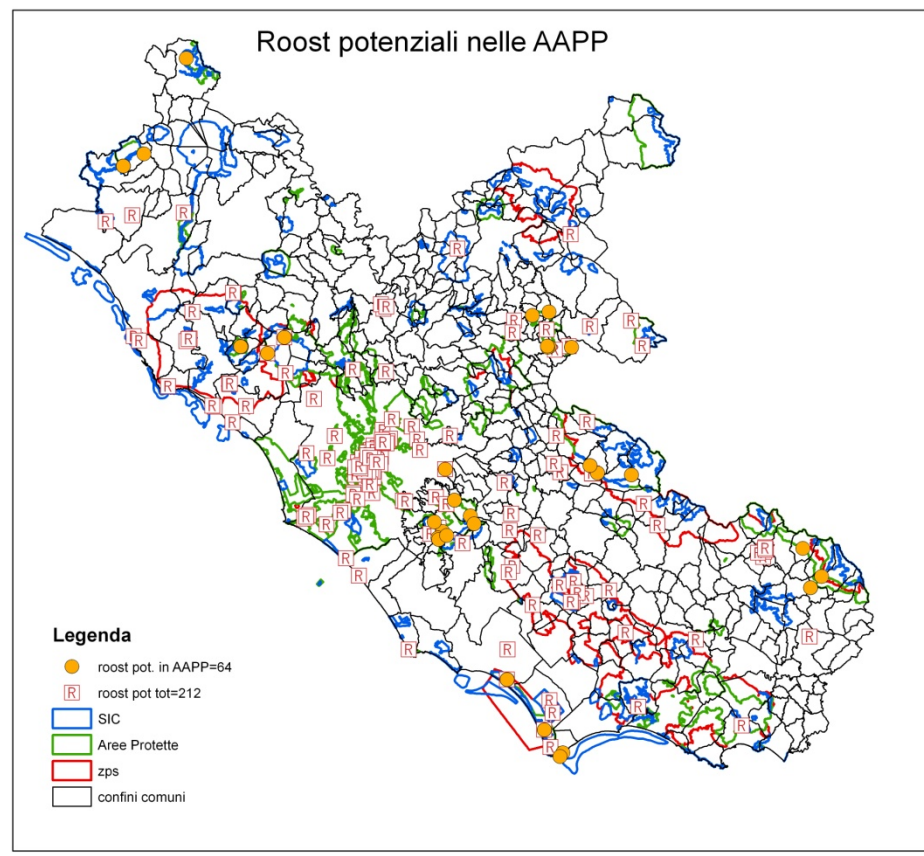 Roost potenziali nelle AAPP
Legenda
roost pot. in AAPP=64
R roost pot tot=212
SIC
Aree Protette
zps
confini comuni